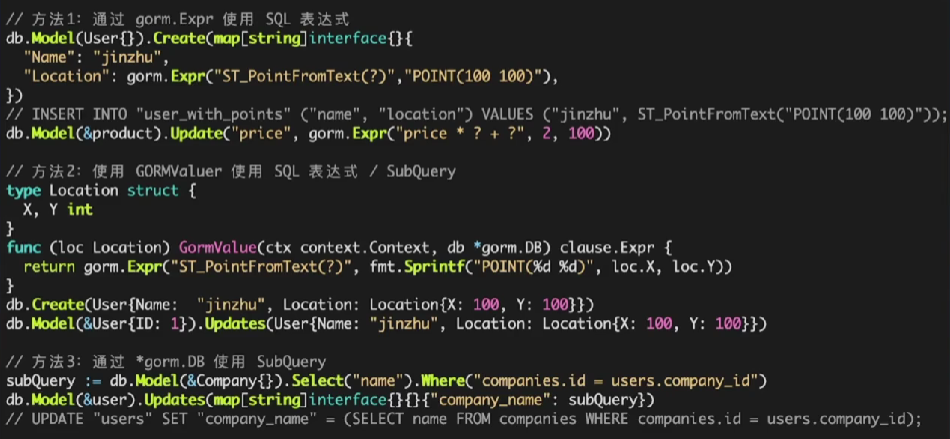 // 方法1: 通过 gorm.Expr 使用 SQL 表达式
db.Model(User{}).Create(map[string]interface{}{
  "Name": "jinzhu",
  "Location": gorm.Expr("ST_PointFromText(?)","POINT(100 100)"),
})
// INSERT INTO "user_with_points" ("name", "location") VALUES ("jinzhu", ST_PointFromText("POINT(100 100)"));
db.Model(&product).Update("price", gorm.Expr("price * ? + ?", 2, 100))

// 方法2: 使用 GORMValuer 使用 SQL 表达式 / SubQuery
type Location struct {
  X, Y int
}
func (loc Location) GormValue(ctx context.Context, db *gorm.DB) clause.Expr {
  return gorm.Expr("ST_PointFromText(?)", fmt.Sprintf("POINT(%d %d)", loc.X, loc.Y))
}
db.Create(User{Name:  "jinzhu", Location: Location{X: 100, Y: 100}})
db.Model(&User{ID: 1}).Updates(User{Name: "jinzhu", Location: Location{X: 100, Y: 100}})

// 方法3: 通过 *gorm.DB 使用 SubQuery
subQuery := db.Model(&Company{}).Select("name").Where("companies.id = users.company_id")
db.Model(&user).Updates(map[string]interface{}{}{"company_name": subQuery})
// UPDATE "users" SET "company_name" = (SELECT name FROM companies WHERE companies.id = users.company_id);